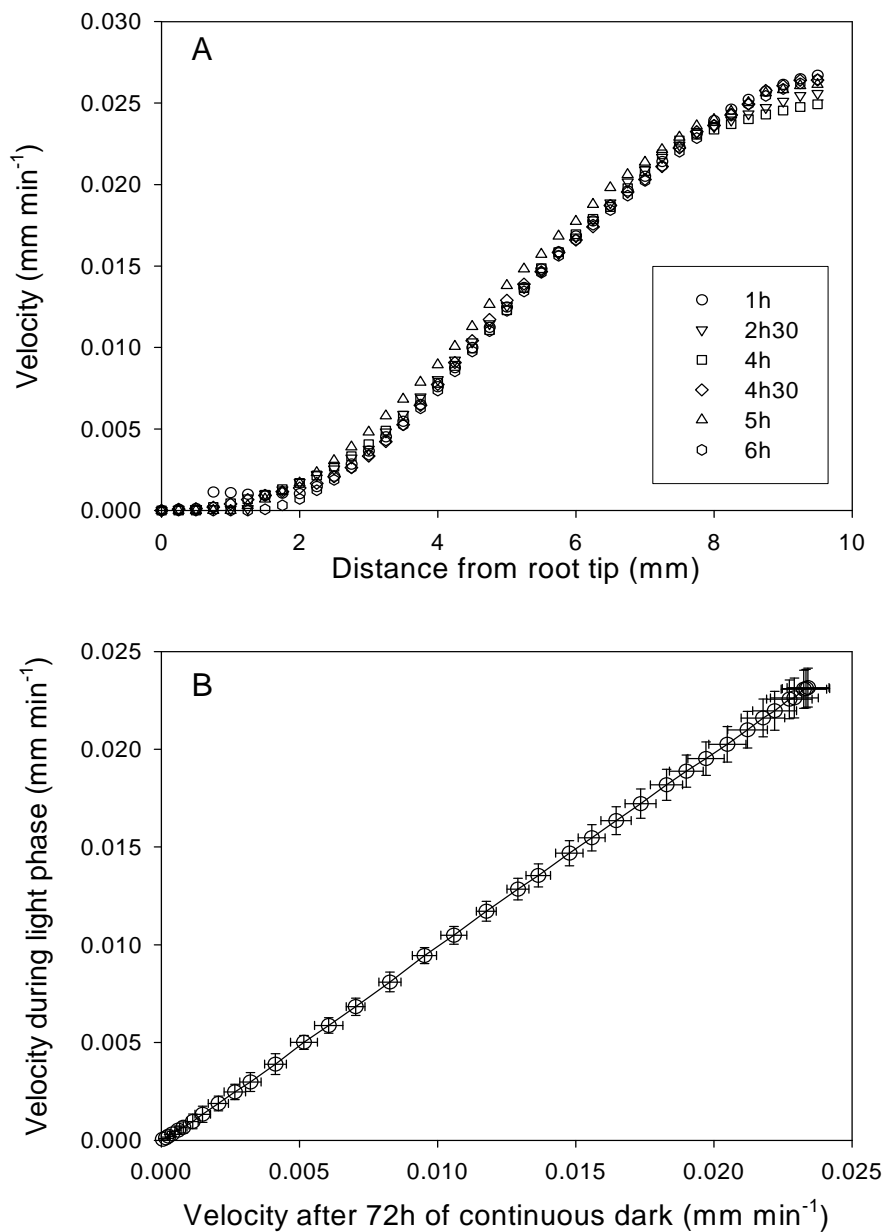 A
Velocity (mm min⁻¹)
0.030
0.025
0.020
0.015
0.010
0.005
0.000
1h
2h30
4h
4h30
5h
6h
0 2 4 6 8 10
Distance from root tip (mm)
B
Velocity during light phase (mm min⁻¹)
0.025
0.020
0.015
0.010
0.005
0.000
0.000 0.005 0.010 0.015 0.020 0.025
Velocity after 72h of continuous dark (mm min⁻¹)